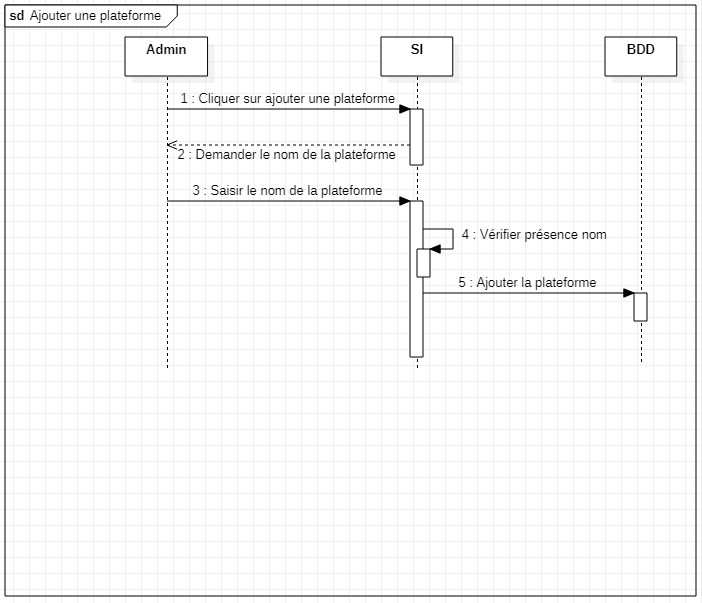 sd Ajouter une plateforme
Admin
SI
BDD
1 : Cliquer sur ajouter une plateforme
2 : Demander le nom de la plateforme
3 : Saisir le nom de la plateforme
4 : Vérifier présence nom
5 : Ajouter la plateforme